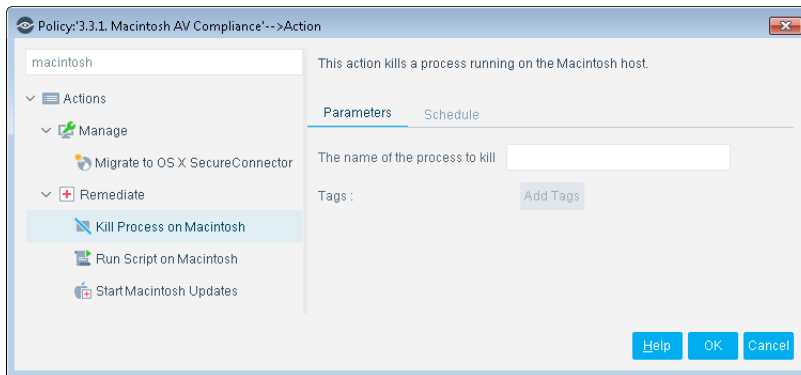 Policy:'3.3.1. Macintosh AV Compliance'-->Action
macintosh
Actions
Manage
Migrate to OS X SecureConnector
Remediate
Kill Process on Macintosh
Run Script on Macintosh
Start Macintosh Updates
This action kills a process running on the Macintosh host.
Parameters Schedule
The name of the process to kill
Tags : Add Tags
Help OK Cancel